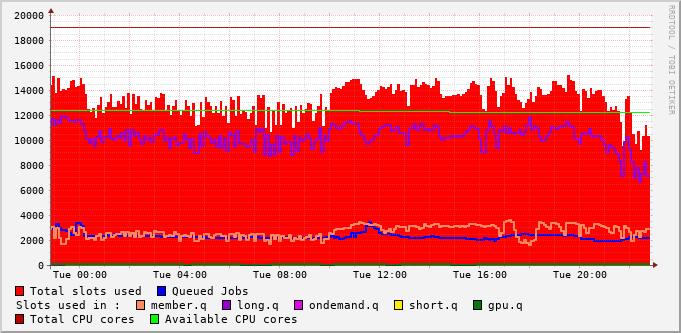 RRDTOOL / TOBI OETIKER
20000
18000
16000
14000
12000
10000
8000
6000
4000
2000
0
Tue 00:00 Tue 04:00 Tue 08:00 Tue 12:00 Tue 16:00 Tue 20:00
Total slots used Queued Jobs
Slots used in : member.q long.q ondemand.q short.q gpu.q
Total CPU cores Available CPU cores